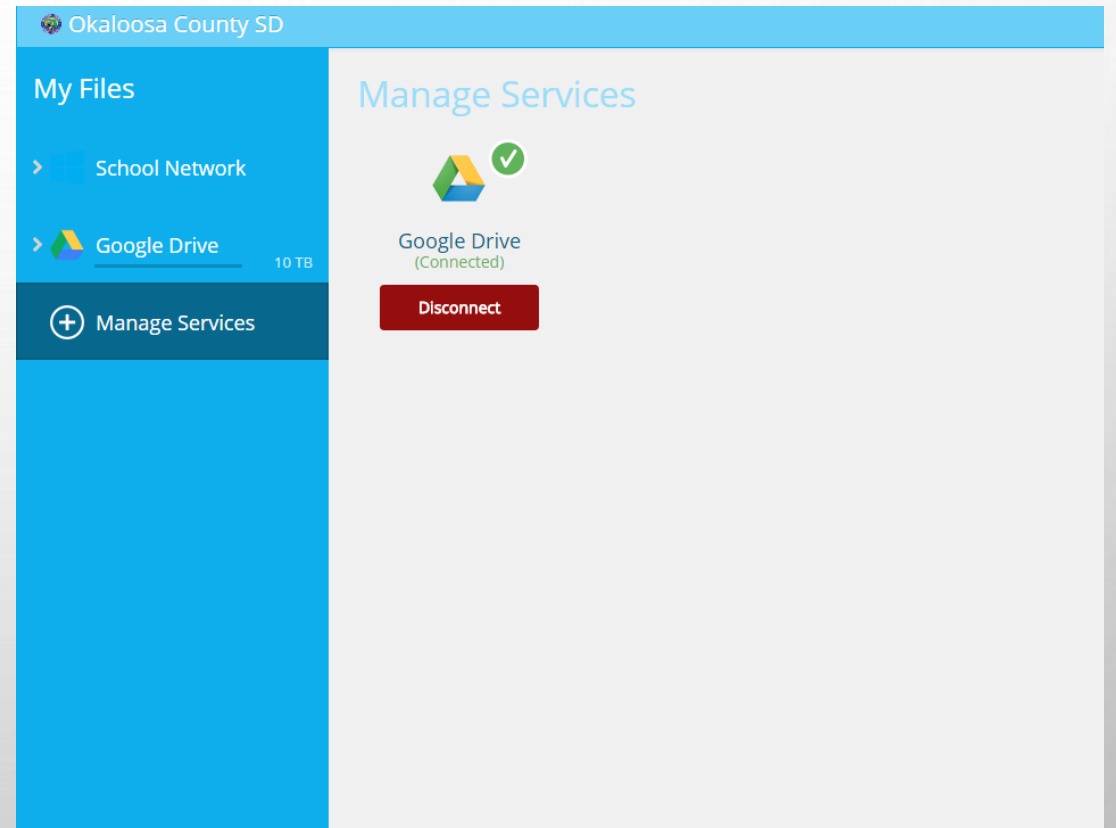 Okaloosa County SD
My Files
School Network
Google Drive
10 TB
Manage Services
Manage Services
Google Drive
(Connected)
Disconnect